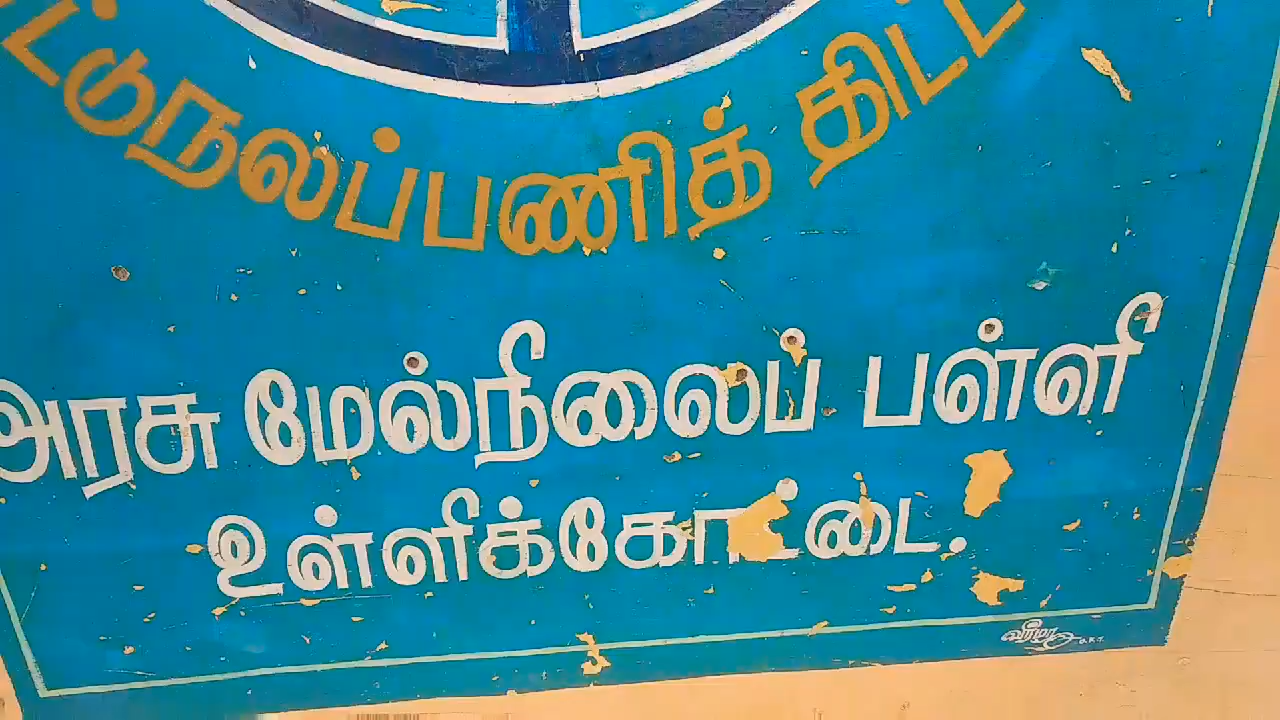 ட்டுநலப்பணித் திட்ட
அரசு மேல்நிலைப் பள்ளி
உள்ளிக்கோட்டை.